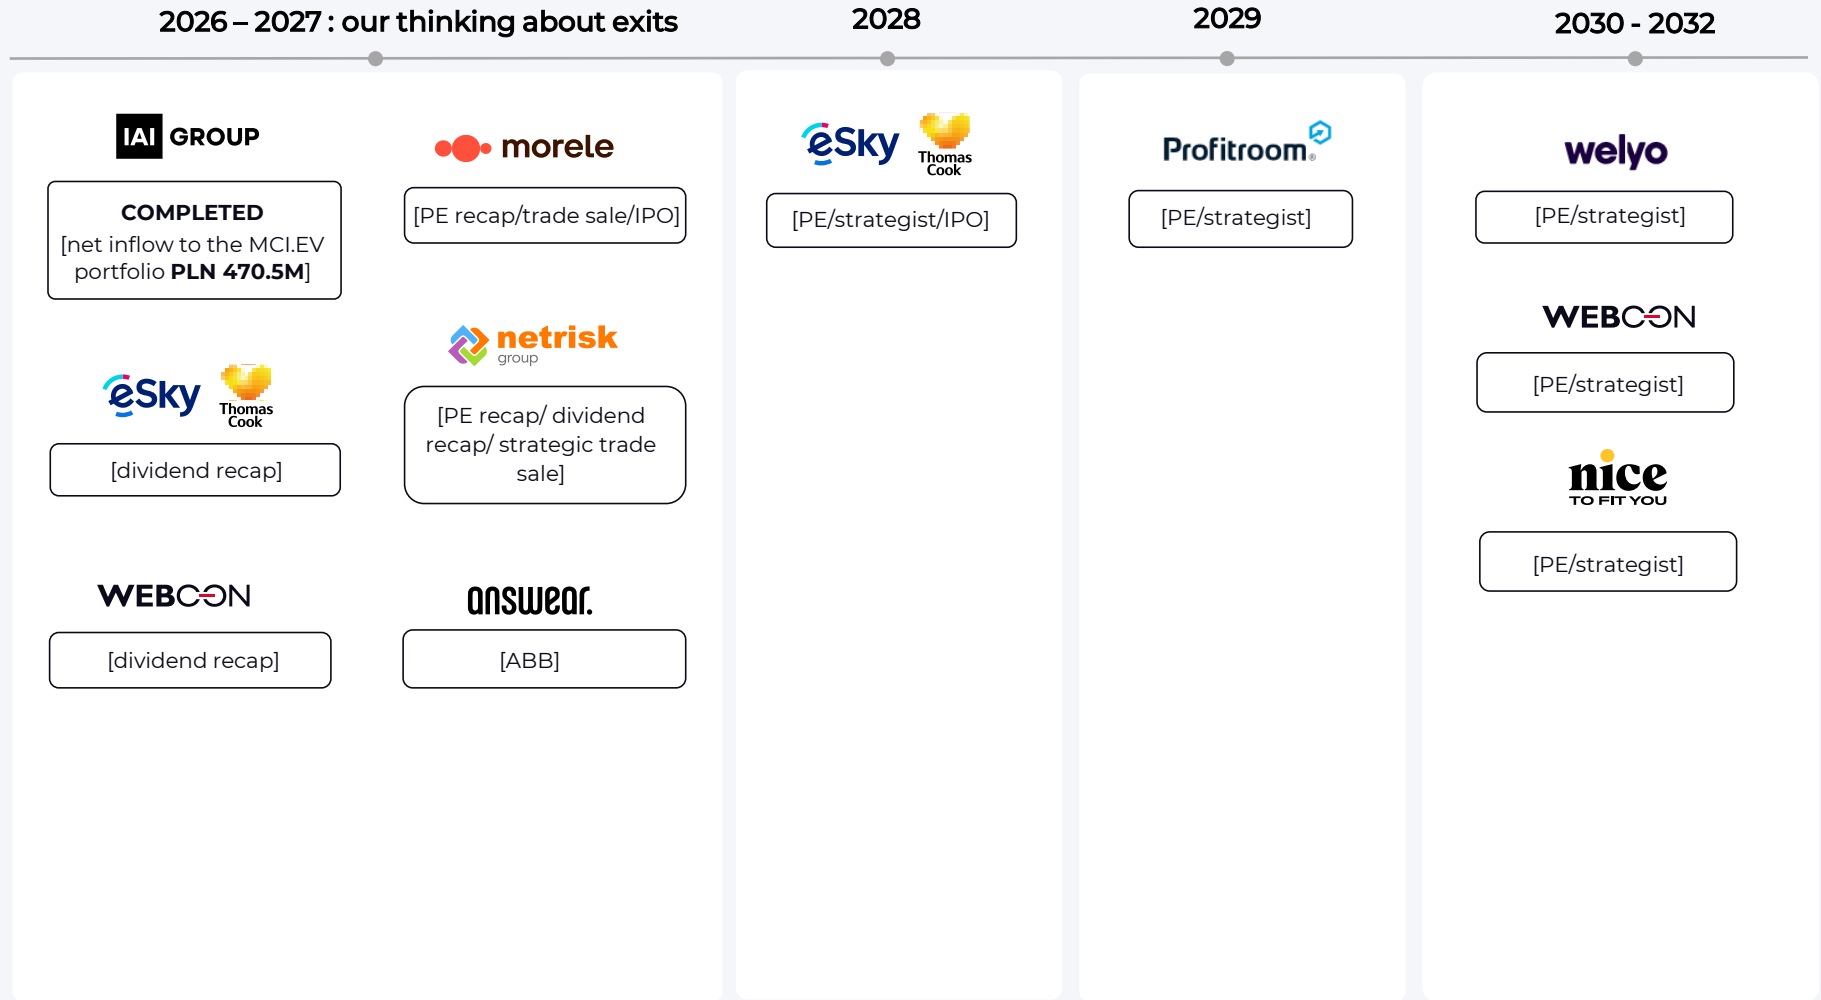 2026 – 2027 : our thinking about exits
IAI GROUP
COMPLETED
[net inflow to the MCI.EV
portfolio PLN 470.5M]
eSky
Thomas
Cook
[dividend recap]
WEBCON
[dividend recap]
morele
[PE recap/trade sale/IPO]
netrisk
group
[PE recap/ dividend
recap/ strategic trade
sale]
answear.
[ABB]
2028
eSky
Thomas
Cook
[PE/strategist/IPO]
2029
Profitroom®
[PE/strategist]
2030 - 2032
welyo
[PE/strategist]
WEBCON
[PE/strategist]
nice
TO FIT YOU
[PE/strategist]